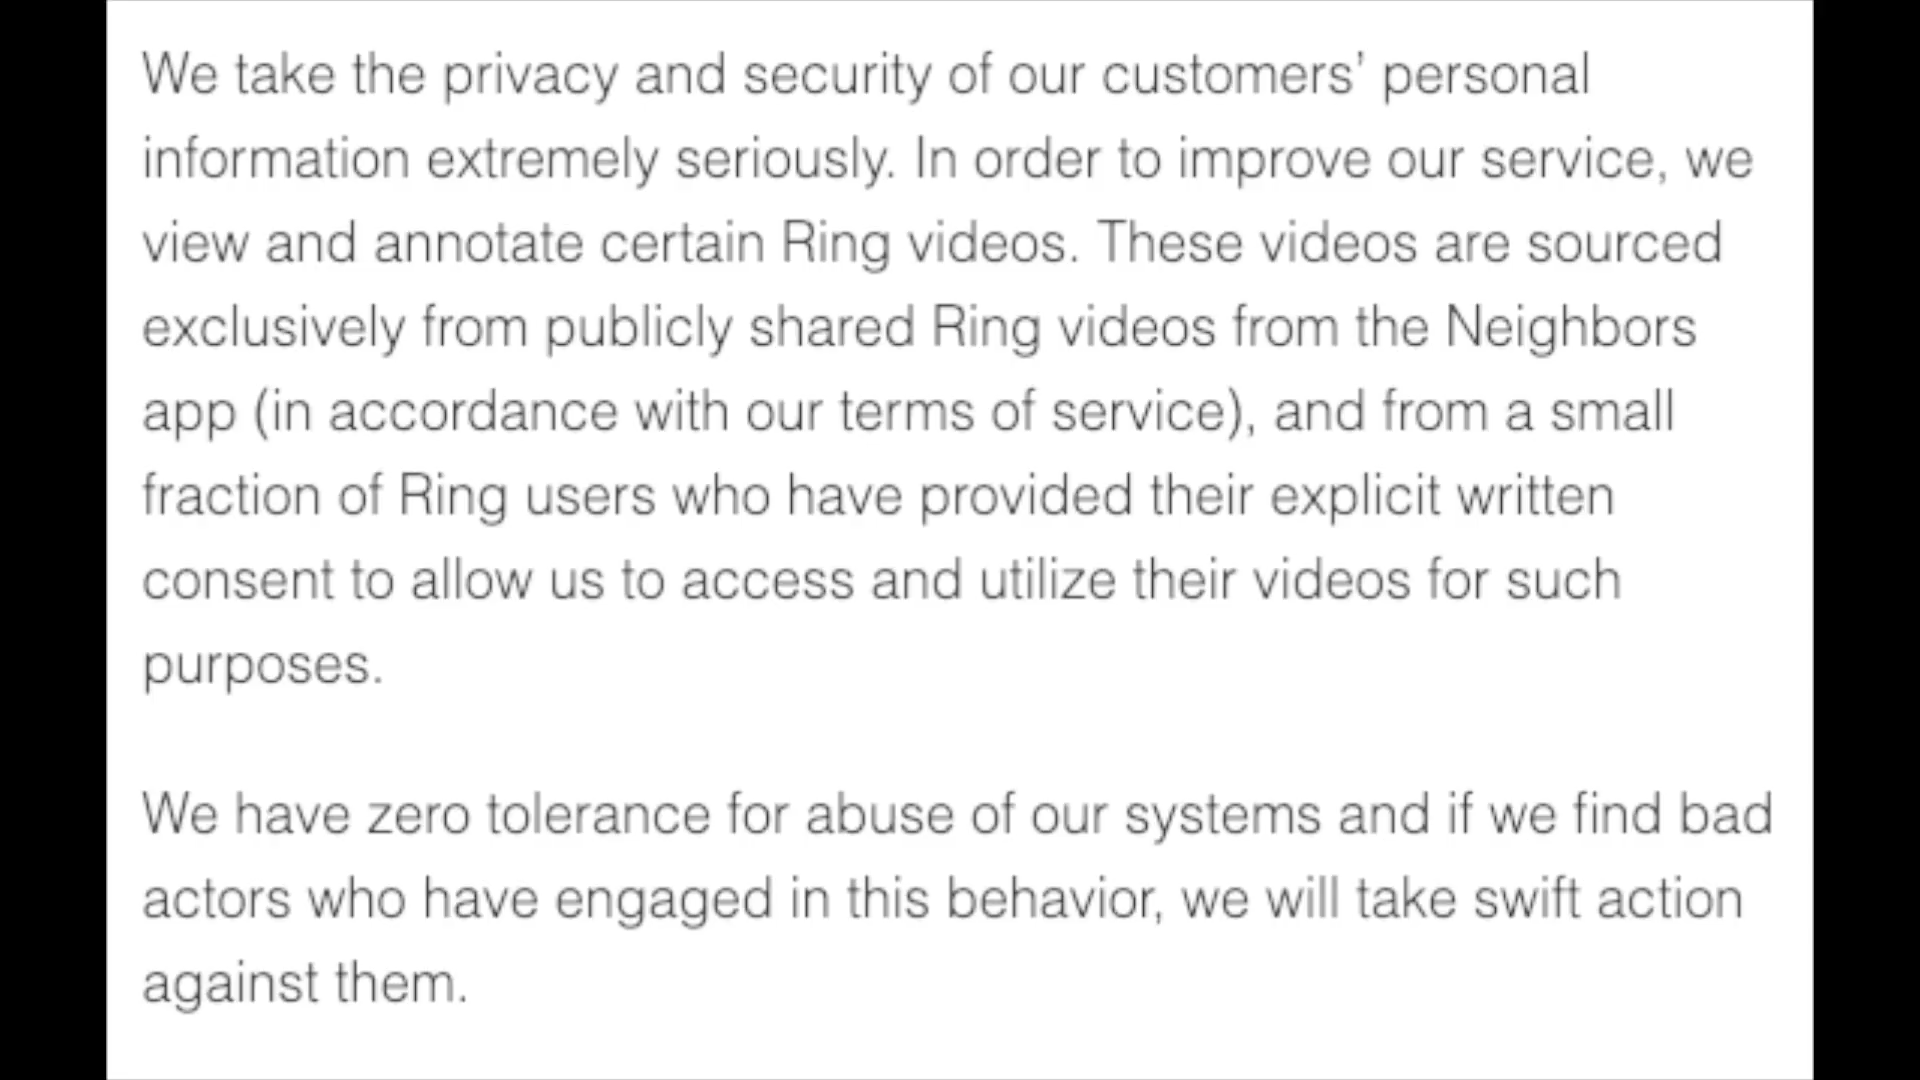 We take the privacy and security of our customers’ personal
information extremely seriously. In order to improve our service, we
view and annotate certain Ring videos. These videos are sourced
exclusively from publicly shared Ring videos from the Neighbors
app (in accordance with our terms of service), and from a small
fraction of Ring users who have provided their explicit written
consent to allow us to access and utilize their videos for such
purposes.
We have zero tolerance for abuse of our systems and if we find bad
actors who have engaged in this behavior, we will take swift action
against them.